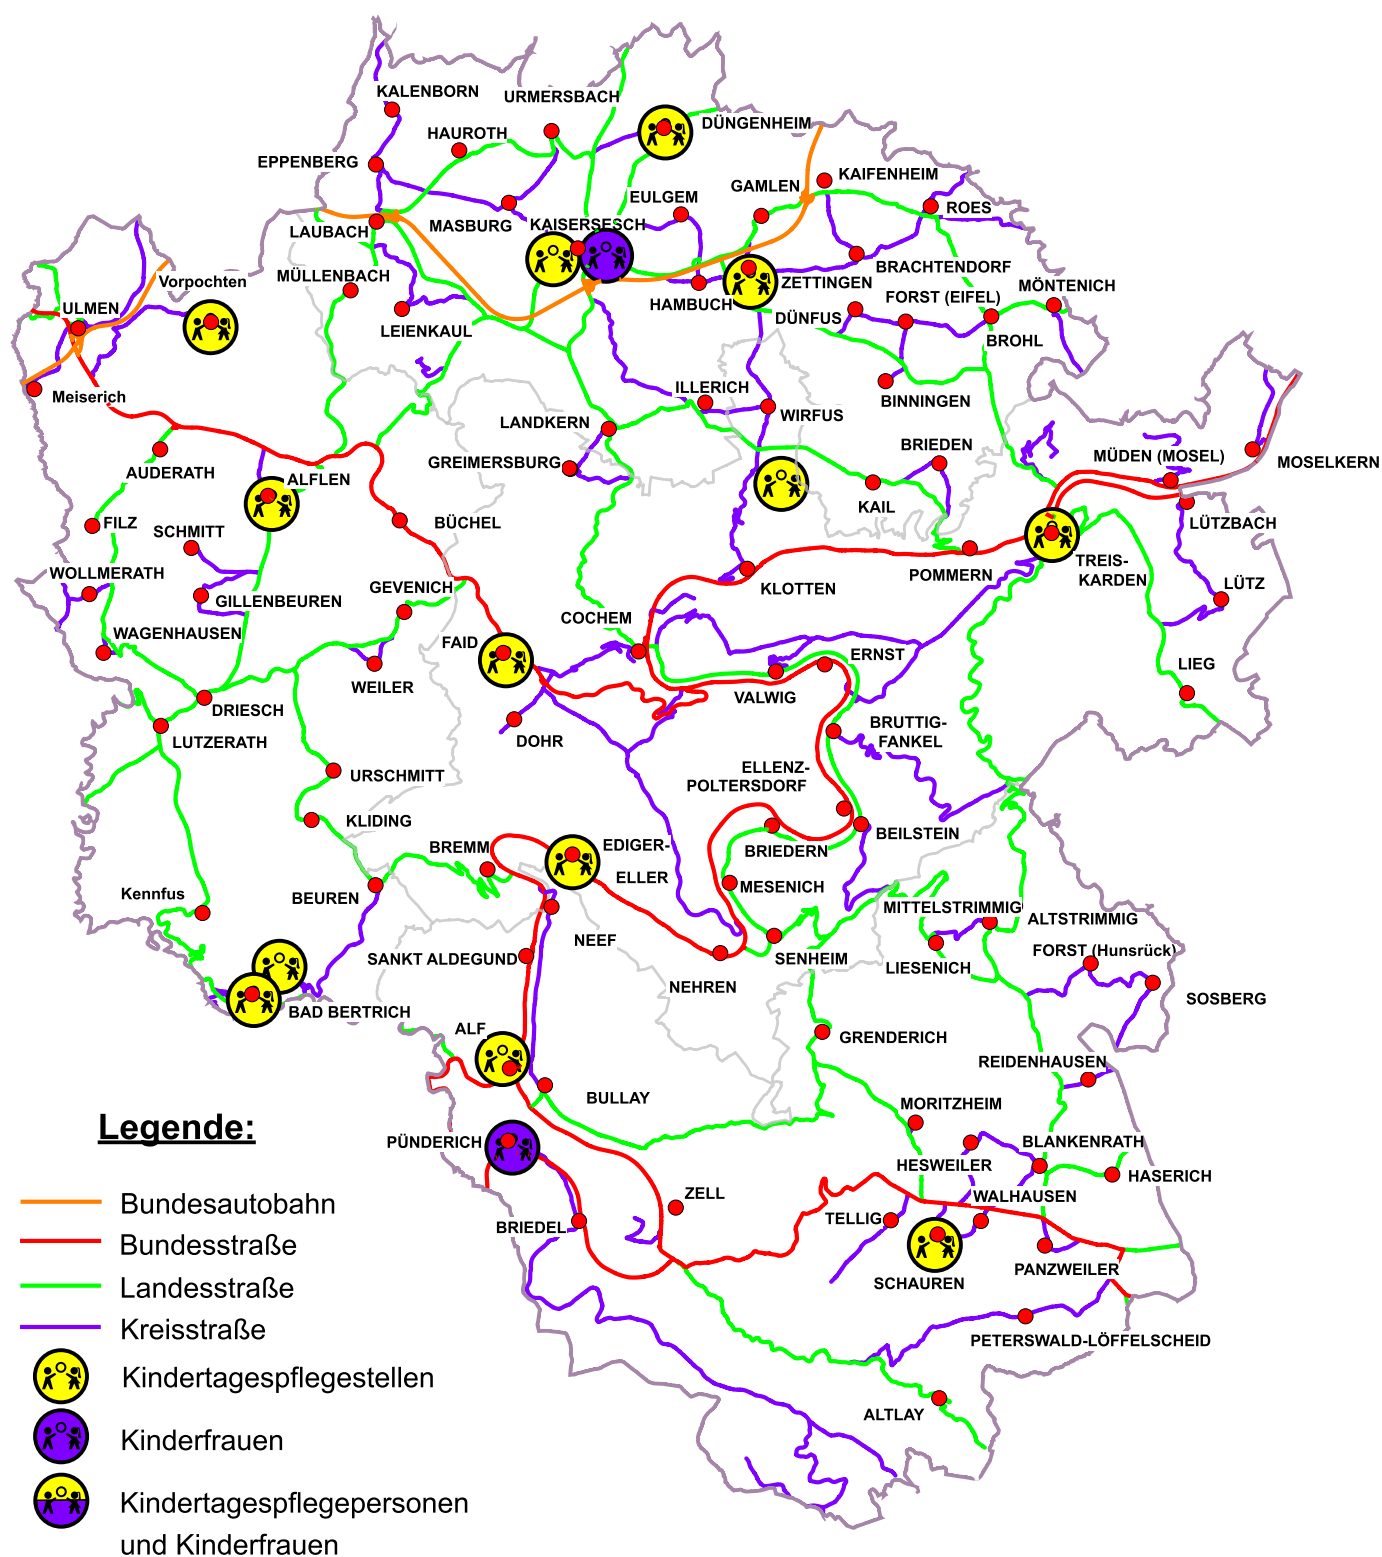 KALENBORN
URMERSBACH
HAUROTH
DÜNGENHEIM
EPPENBERG
GAMLEN
KAIFENHEIM
EULGEM
ROES
MASBURG
KAISERSESCH
LAUBACH
BRACHTENDORF
MÜLLENBACH
Vorpochten
ZETTINGEN
MÖNTENICH
HAMBUCH
FORST (EIFEL)
ULMEN
DÜNFUS
LEIENKAUL
BROHL
Meiserich
ILLERICH
WIRFUS
BINNINGEN
LANDKERN
BRIEDEN
GREIMERSBURG
MÜDEN (MOSEL)
MOSELKERN
AUDERATH
ALFLEN
KAIL
FILZ
BÜCHEL
LÜTZBACH
SCHMITT
TREIS-
KARDEN
WOLLMERATH
POMMERN
KLOTTEN
LÜTZ
GEVENICH
GILLENBEUREN
COCHEM
WAGENHAUSEN
FAID
ERNST
LIEG
WEILER
VALWIG
DRIESCH
BRUTTIG-
FANKEL
LUTZERATH
DOHR
ELLENZ-
POLTERSDORF
URSCHMITT
KLIDING
BEILSTEIN
BREMM
EDIGER-
ELLER
BRIEDERN
MESENICH
Kennfus
BEUREN
MITTELSTRIMMIG
ALTSTRIMMIG
NEEF
FORST (Hunsrück)
SANKT ALDEGUND
SENHEIM
LIESENICH
NEHREN
SOSBERG
BAD BERTRICH
ALF
GRENDERICH
REIDENHAUSEN
BULLAY
MORITZHEIM
Legende:
PÜNDERICH
BLANKENRATH
HESWEILER
HASERICH
ZELL
WALHAUSEN
Bundesautobahn
BRIEDEL
TELLIG
Bundesstraße
PANZWEILER
SCHAUREN
Landesstraße
Kreisstraße
PETERSWALD-LÖFFELSCHEID
Kindertagespflegestellen
ALTLAY
Kinderfrauen
Kindertagespflegepersonen
und Kinderfrauen